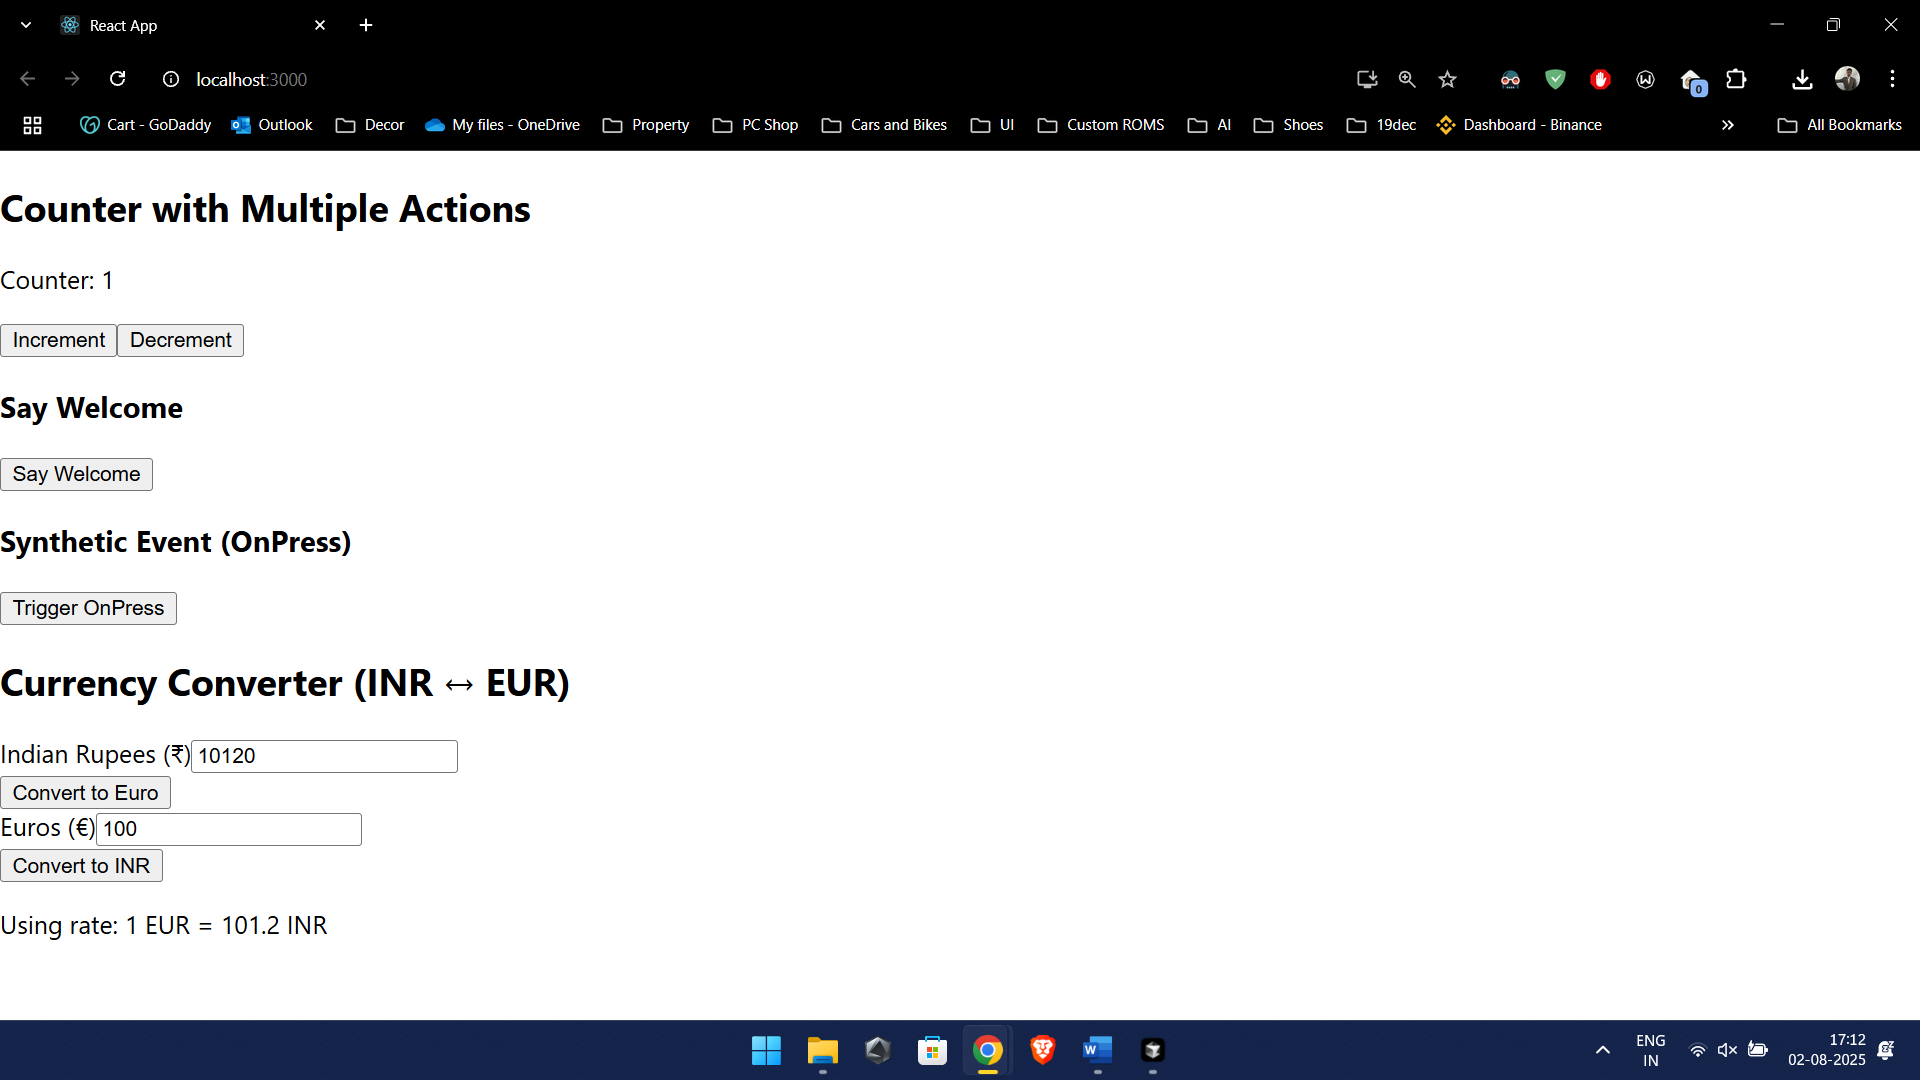 React App
localhost:3000
0
Cart - GoDaddy Outlook Decor My files - OneDrive Property PC Shop Cars and Bikes UI Custom ROMS AI Shoes 19dec Dashboard - Binance » All Bookmarks
Counter with Multiple Actions
Counter: 1
Increment Decrement
Say Welcome
Say Welcome
Synthetic Event (OnPress)
Trigger OnPress
Currency Converter (INR ↔ EUR)
Indian Rupees (₹) 10120
Convert to Euro
Euros (€) 100
Convert to INR
Using rate: 1 EUR = 101.2 INR
ENG
IN
17:12
02-08-2025